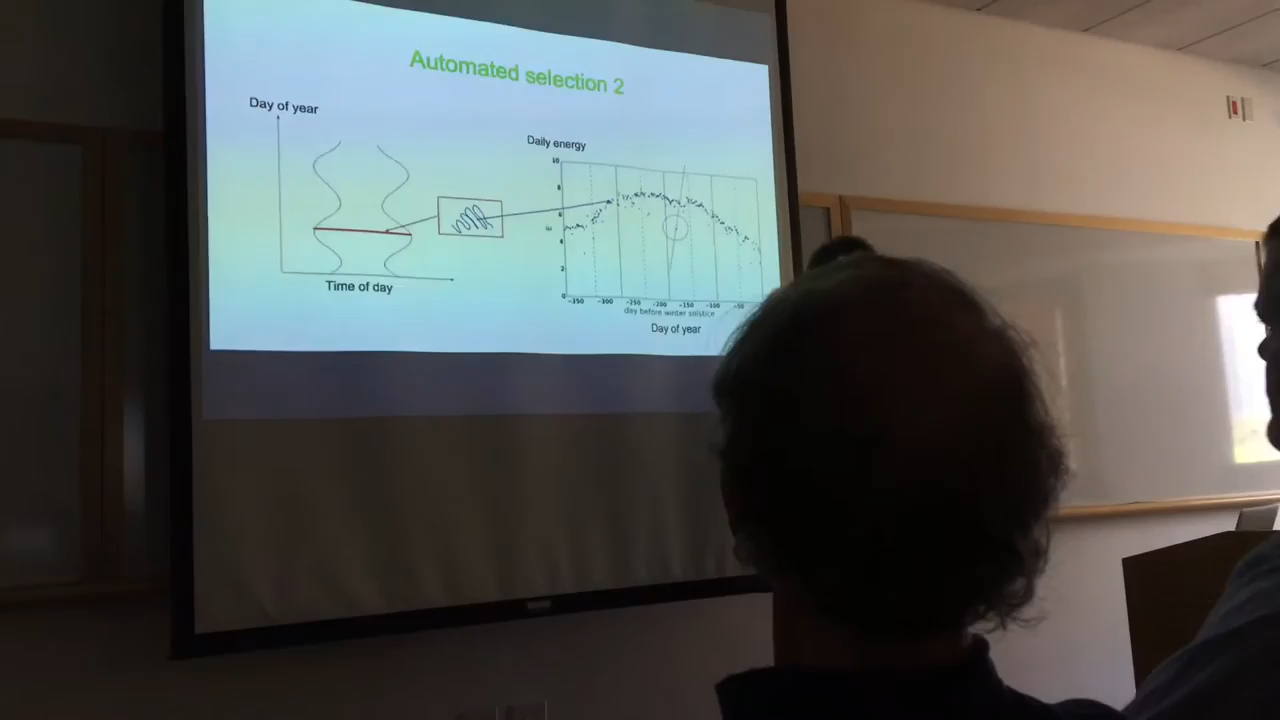 Automated selection 2
Day of year
Time of day
Daily energy
10
8
6
4
2
0
E
-350 -300 -250 -200 -150 -100 -50
day before winter solstice
Day of year